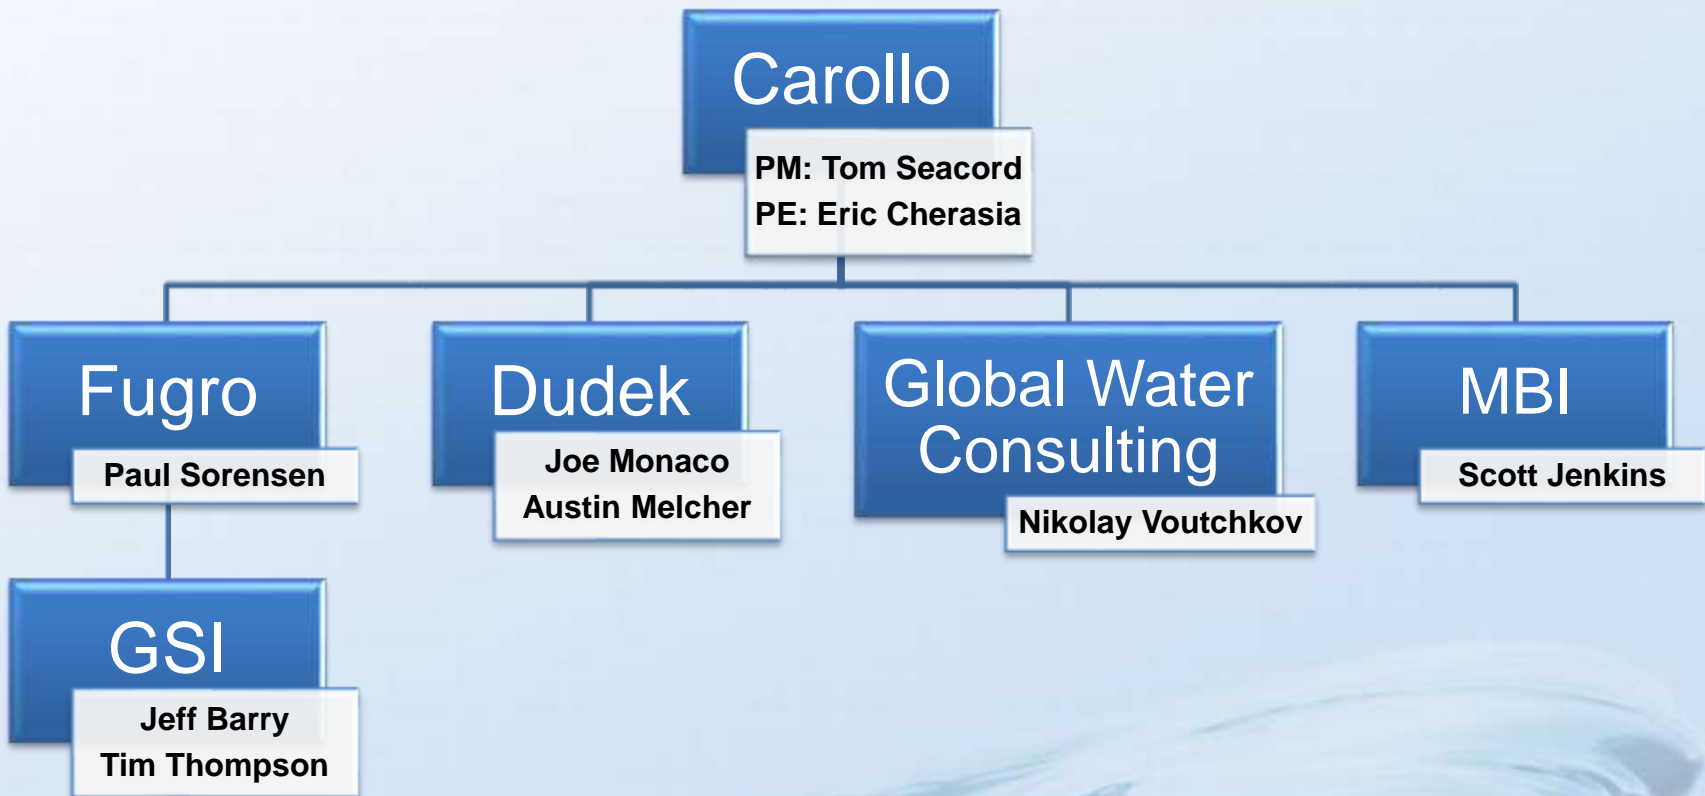 Carollo
PM: Tom Seacord
PE: Eric Cherasia
Fugro
Paul Sorensen
Dudek
Joe Monaco
Austin Melcher
Global Water
Consulting
Nikolay Voutchkov
MBI
Scott Jenkins
GSI
Jeff Barry
Tim Thompson